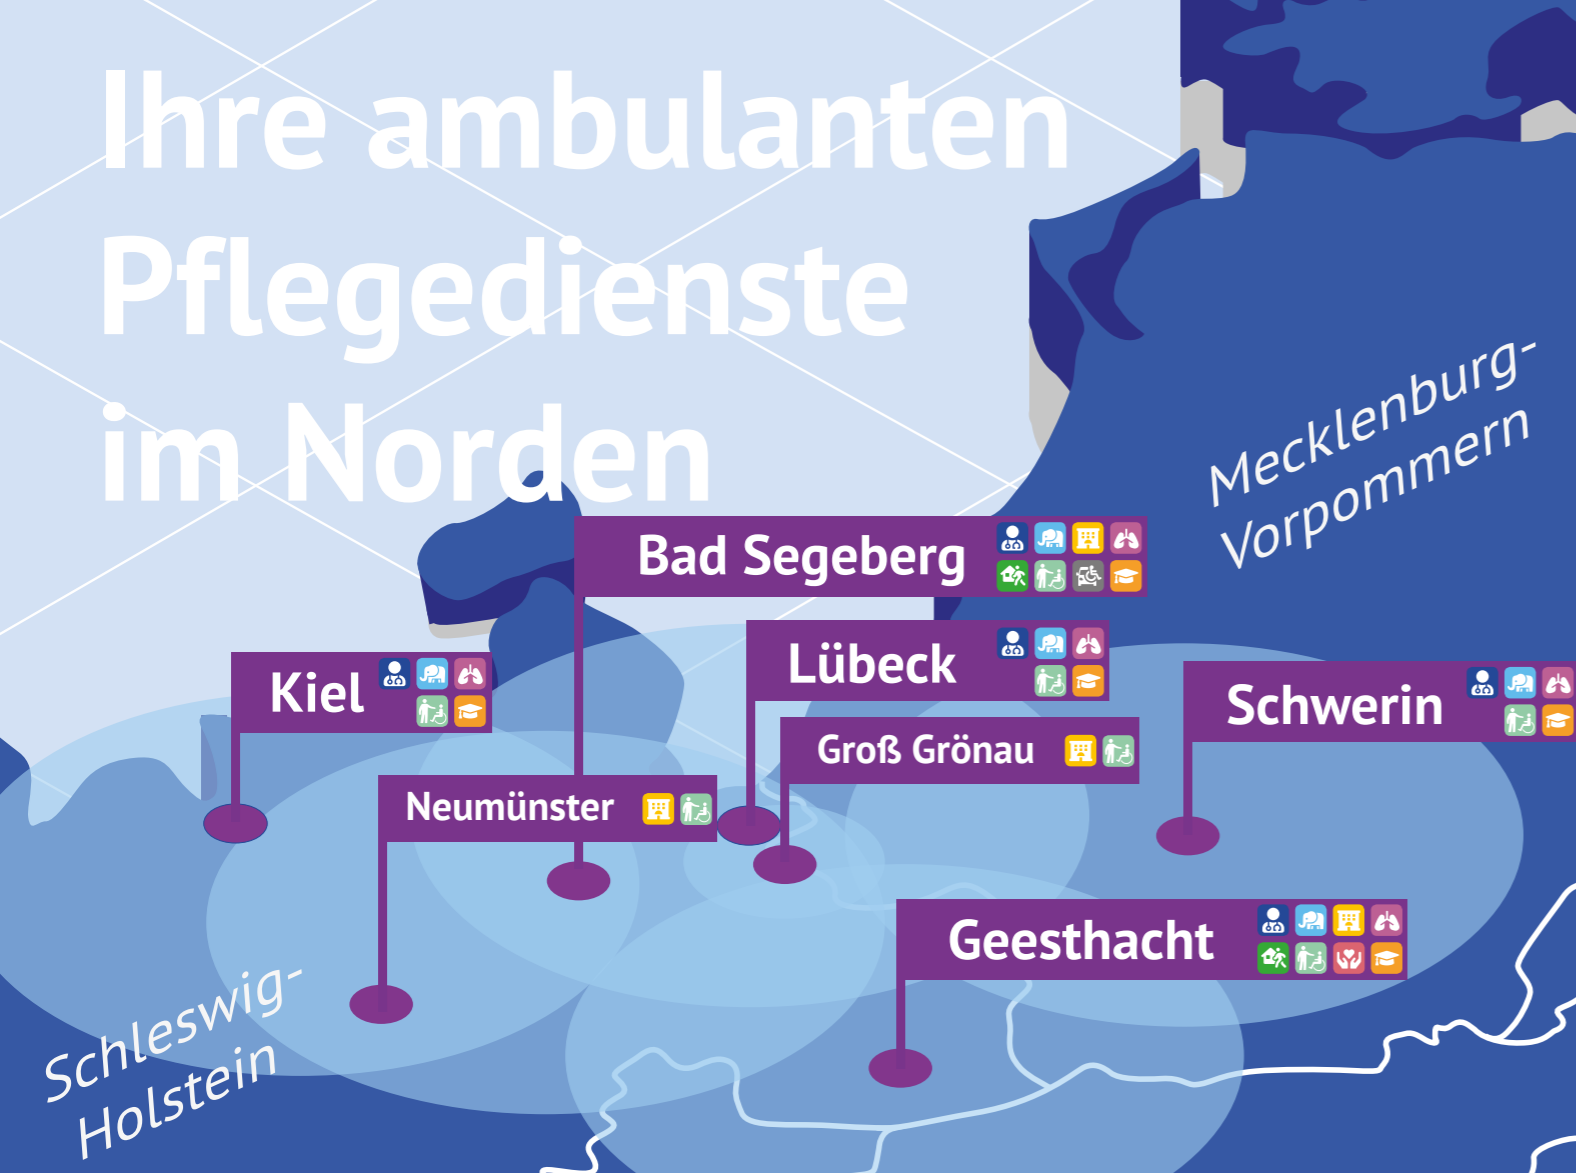 Ihre ambulanten
Pflegedienste
im Norden
Mecklenburg-
Vorpommern
Bad Segeberg
Lübeck
Kiel
Schwerin
Groß Grönau
Neumünster
Geesthacht
Schleswig-
Holstein